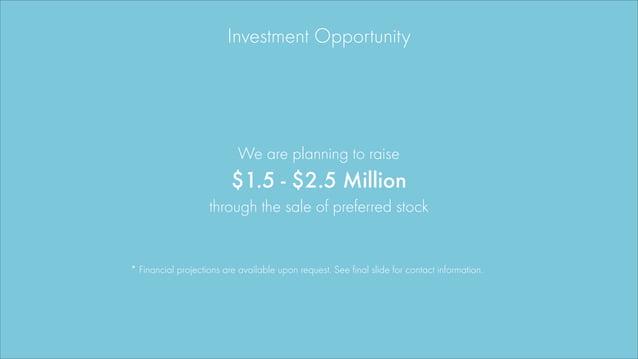 Investment Opportunity
We are planning to raise
$1.5 - $2.5 Million
through the sale of preferred stock
* Financial projections are available upon request. See final slide for contact information.